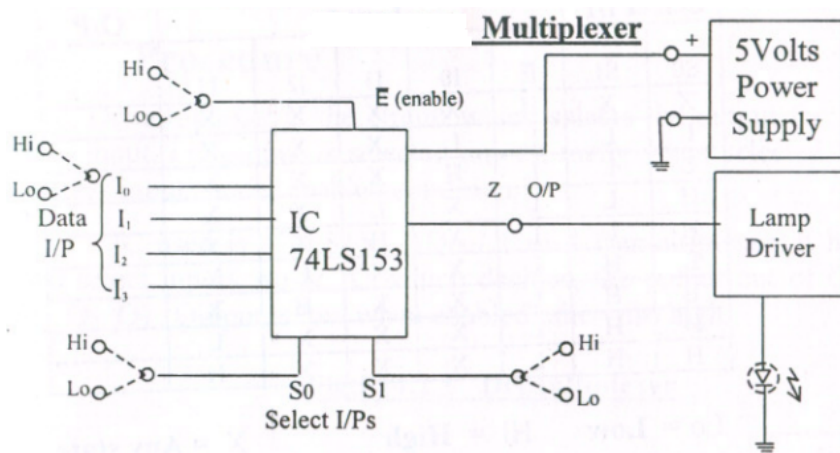 Multiplexer
Hi
Lo
E̅ (enable)
+
5Volts
Power
Supply
Hi
Lo
Data
I/P
I₀
I₁
I₂
I₃
IC
74LS153
Z O/P
Lamp
Driver
Hi
Lo
S₀
S₁
Select I/Ps
Hi
Lo